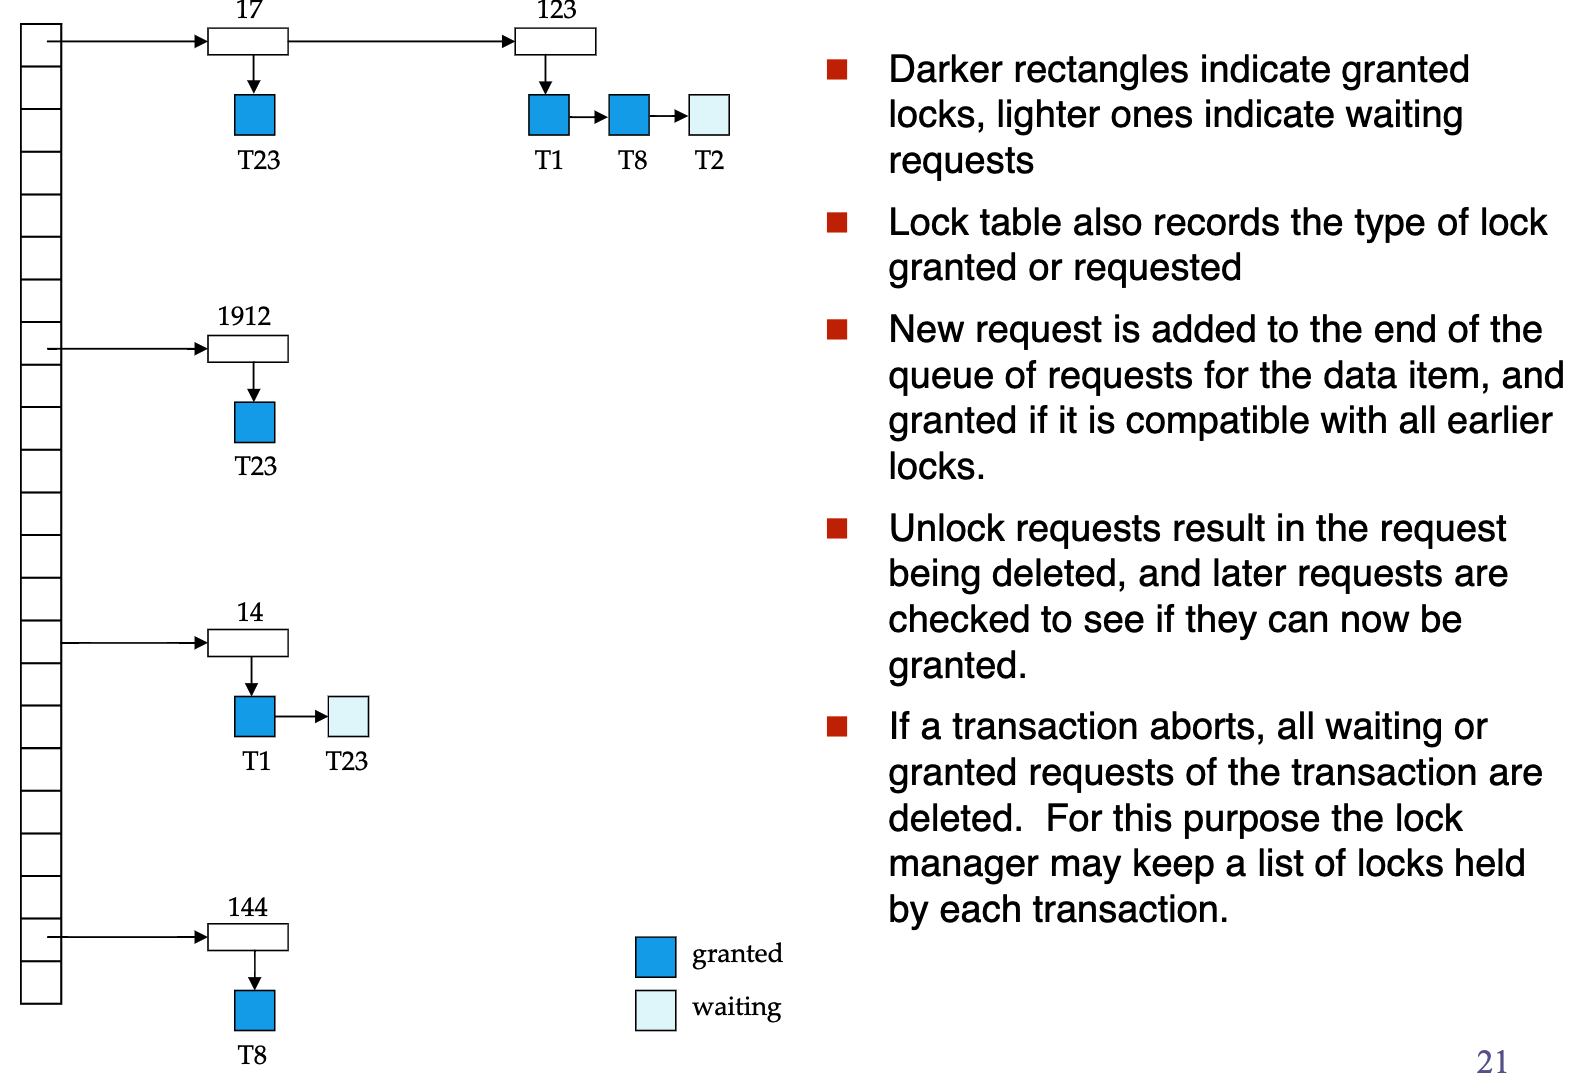 17
123
T23
T1
T8
T2
1912
T23
14
T1
T23
144
T8
granted
waiting
Darker rectangles indicate granted
locks, lighter ones indicate waiting
requests
Lock table also records the type of lock
granted or requested
New request is added to the end of the
queue of requests for the data item, and
granted if it is compatible with all earlier
locks.
Unlock requests result in the request
being deleted, and later requests are
checked to see if they can now be
granted.
If a transaction aborts, all waiting or
granted requests of the transaction are
deleted.  For this purpose the lock
manager may keep a list of locks held
by each transaction.
21